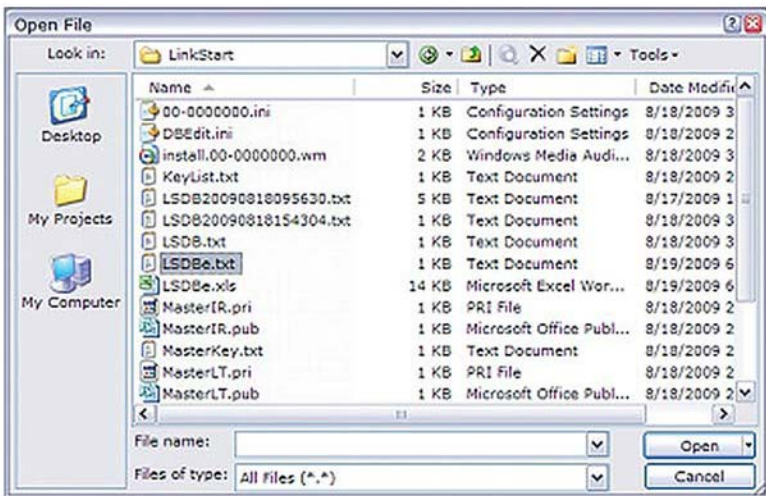 Open File
Look in: LinkStart Tools
Name Size Type Date Modifi
00-0000000.ini 1 KB Configuration Settings 8/18/2009 3
DBEdit.ini 1 KB Configuration Settings 8/18/2009 2
install.00-0000000.wm 2 KB Windows Media Audi... 8/18/2009 3
KeyList.txt 1 KB Text Document 8/18/2009 2
LSDB20090818095630.txt 5 KB Text Document 8/17/2009 1
LSDB20090818154304.txt 1 KB Text Document 8/18/2009 3
LSDB.txt 1 KB Text Document 8/18/2009 3
LSDBe.txt 1 KB Text Document 8/19/2009 6
LSDBe.xls 14 KB Microsoft Excel Wor... 8/19/2009 6
MasterIR.pri 1 KB PRI File 8/18/2009 2
MasterIR.pub 1 KB Microsoft Office Publ... 8/18/2009 2
MasterKey.txt 1 KB Text Document 8/18/2009 2
MasterLT.pri 1 KB PRI File 8/18/2009 2
MasterLT.pub 1 KB Microsoft Office Publ... 8/18/2009 2
Desktop
My Projects
My Computer
File name: Open
Files of type: All Files (*.*) Cancel